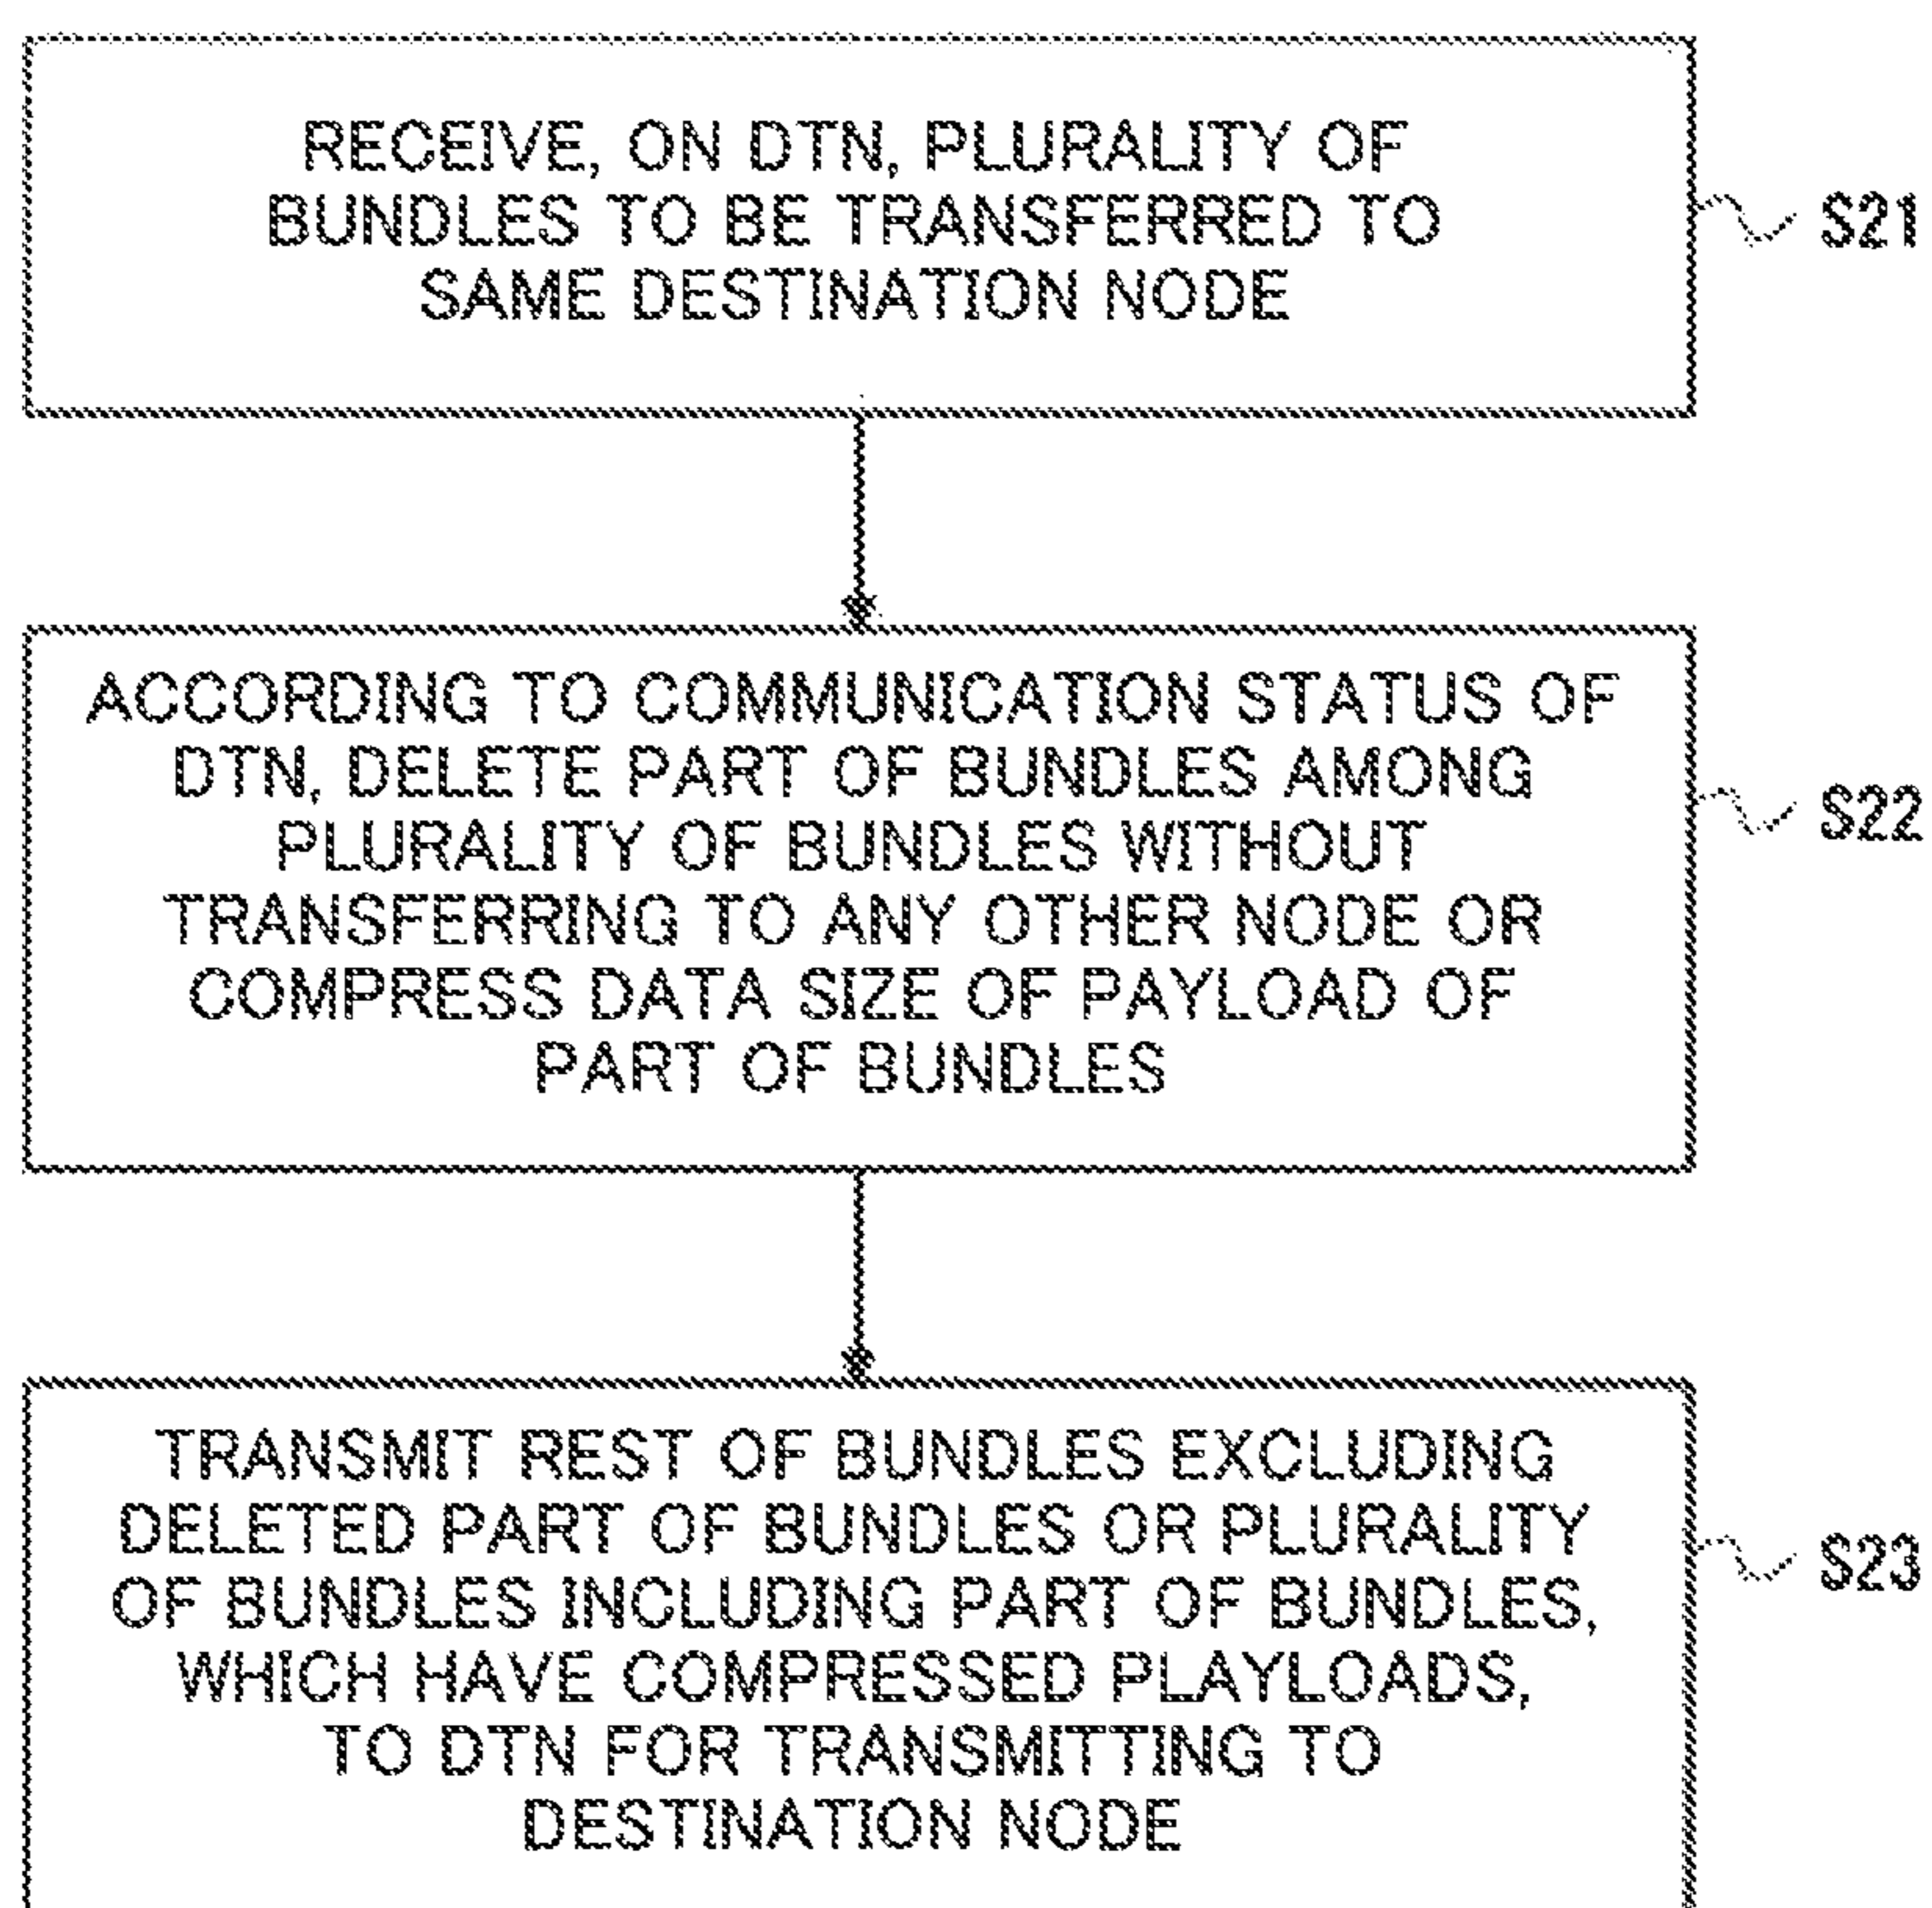 RECEIVE, ON DTN, PLURALITY OF
BUNDLES TO BE TRANSFERRED TO
SAME DESTINATION NODE
S21
ACCORDING TO COMMUNICATION STATUS OF
DTN, DELETE PART OF BUNDLES AMONG
PLURALITY OF BUNDLES WITHOUT
TRANSFERRING TO ANY OTHER NODE OR
COMPRESS DATA SIZE OF PAYLOAD OF
PART OF BUNDLES
S22
TRANSMIT REST OF BUNDLES EXCLUDING
DELETED PART OF BUNDLES OR PLURALITY
OF BUNDLES INCLUDING PART OF BUNDLES,
WHICH HAVE COMPRESSED PLAYLOADS,
TO DTN FOR TRANSMITTING TO
DESTINATION NODE
S23